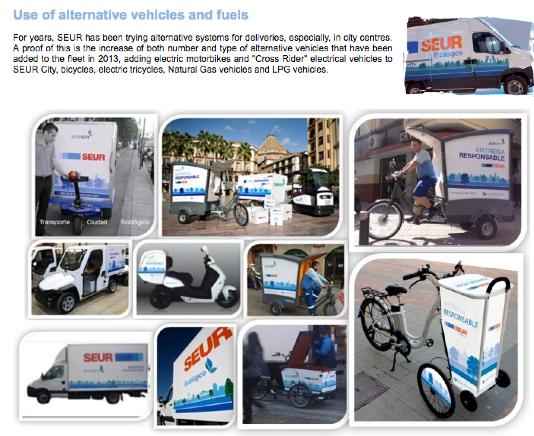 Use of alternative vehicles and fuels
For years, SEUR has been trying alternative systems for deliveries, especially, in city centres.
A proof of this is the increase of both number and type of alternative vehicles that have been
added to the fleet in 2013, adding electric motorbikes and "Cross Rider" electrical vehicles to
SEUR City, bicycles, electric tricycles, Natural Gas vehicles and LPG vehicles.
SEUR
Ecológico
SEUR
Transporte Ciudad Ecológico
SEUR
ENTREGA
RESPONSABLE
SEUR
RESPONSABLE
SEUR
SEUR
SEUR
Ecológico